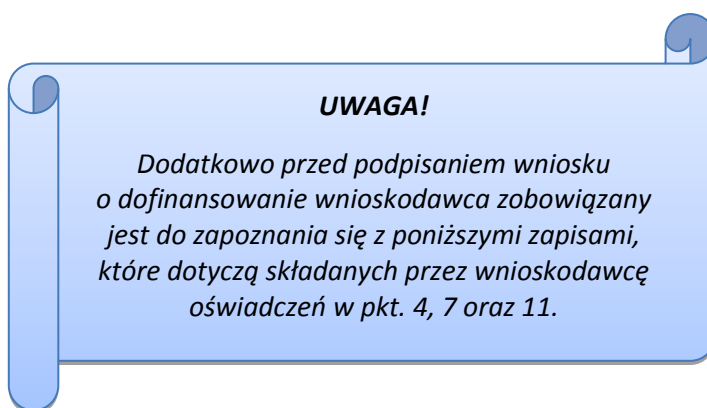 UWAGA!
Dodatkowo przed podpisaniem wniosku
o dofinansowanie wnioskodawca zobowiązany
jest do zapoznania się z poniższymi zapisami,
które dotyczą składanych przez wnioskodawcę
oświadczeń w pkt. 4, 7 oraz 11.